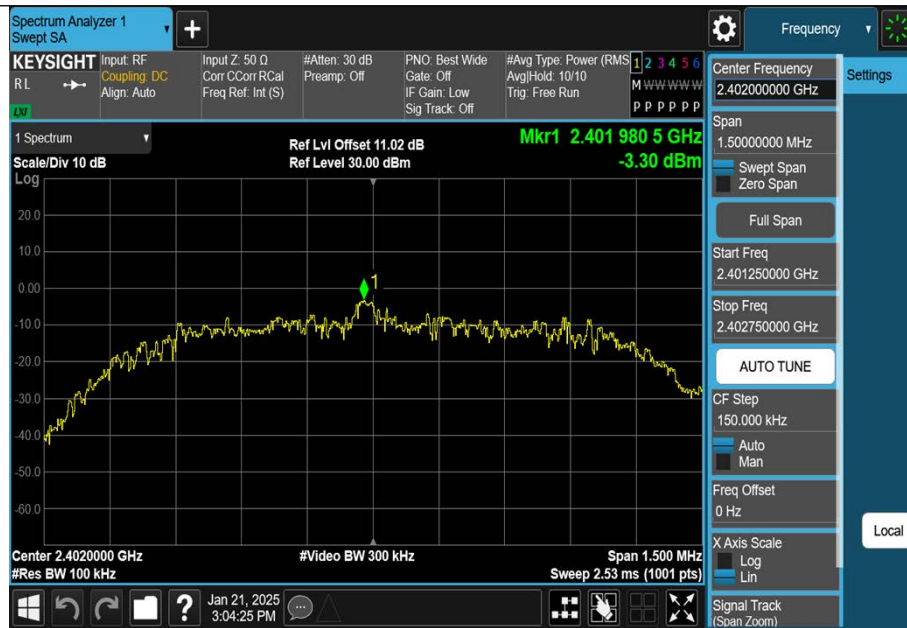 Spectrum Analyzer 1
Swept SA
Frequency
KEYSIGHT
R L
LXI
Input: RF
Coupling: DC
Align: Auto
Input Z: 50 Ω
Corr CCorr RCal
Freq Ref: Int (S)
#Atten: 30 dB
Preamp: Off
PNO: Best Wide
Gate: Off
IF Gain: Low
Sig Track: Off
#Avg Type: Power (RMS
Avg|Hold: 10/10
Trig: Free Run
1 2 3 4 5 6
M W W W W W
P P P P P P
1 Spectrum
Scale/Div 10 dB
Log
Ref Lvl Offset 11.02 dB
Ref Level 30.00 dBm
Mkr1 2.401 980 5 GHz
-3.30 dBm
20.0
10.0
0.00
-10.0
-20.0
-30.0
-40.0
-50.0
-60.0
1
Center 2.4020000 GHz
#Res BW 100 kHz
#Video BW 300 kHz
Span 1.500 MHz
Sweep 2.53 ms (1001 pts)
Center Frequency
2.402000000 GHz
Span
1.50000000 MHz
Swept Span
Zero Span
Full Span
Start Freq
2.401250000 GHz
Stop Freq
2.402750000 GHz
AUTO TUNE
CF Step
150.000 kHz
Auto
Man
Freq Offset
0 Hz
X Axis Scale
Log
Lin
Signal Track
(Span Zoom)
Settings
Local
?
Jan 21, 2025
3:04:25 PM